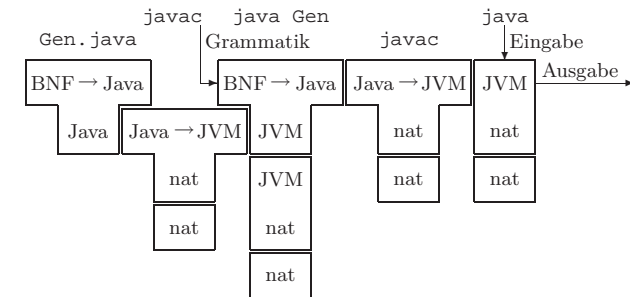 javac java Gen
Gen.java Grammatik javac java
Eingabe
BNF → Java BNF → Java Java → JVM JVM Ausgabe
Java Java → JVM JVM nat nat
nat JVM nat nat
nat nat
nat